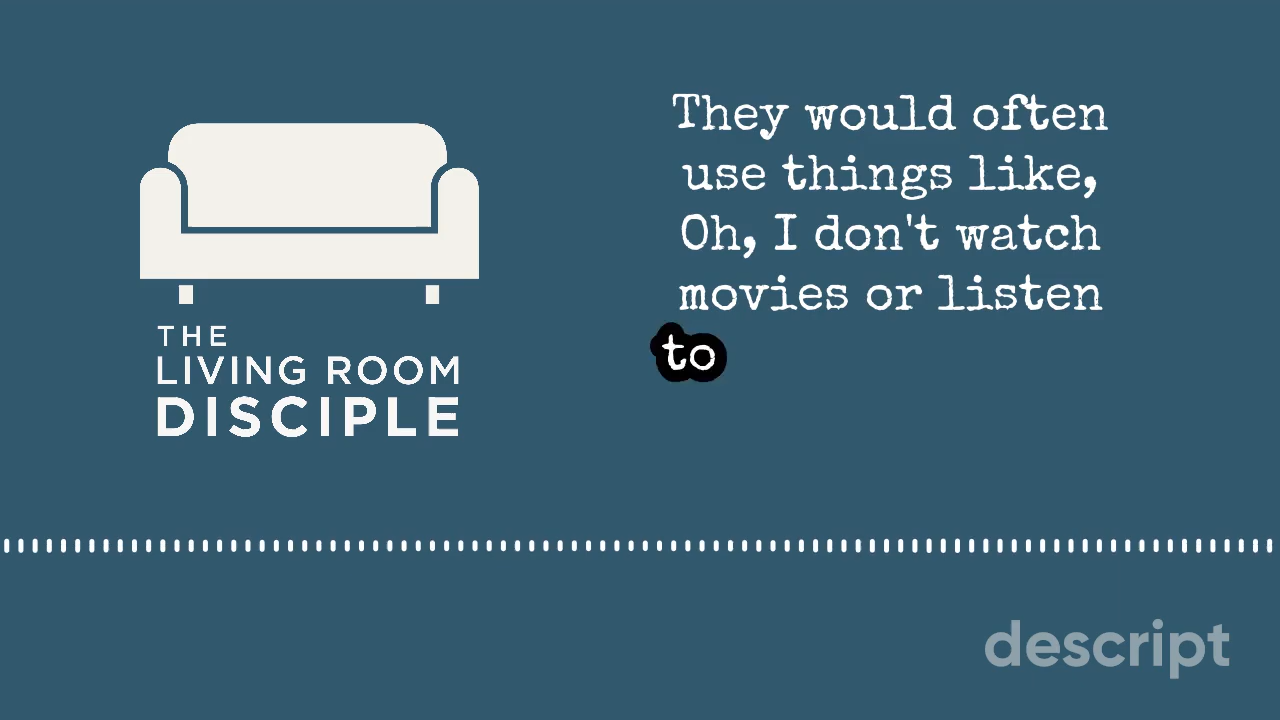 THE
LIVING ROOM
DISCIPLE
They would often
use things like,
Oh, I don't watch
movies or listen
to
descript